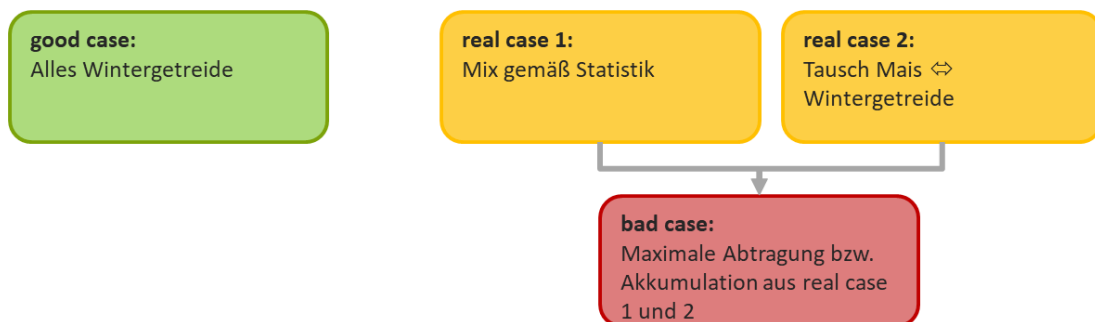 good case:
Alles Wintergetreide
real case 1:
Mix gemäß Statistik
real case 2:
Tausch Mais ⇔
Wintergetreide
bad case:
Maximale Abtragung bzw.
Akkumulation aus real case
1 und 2